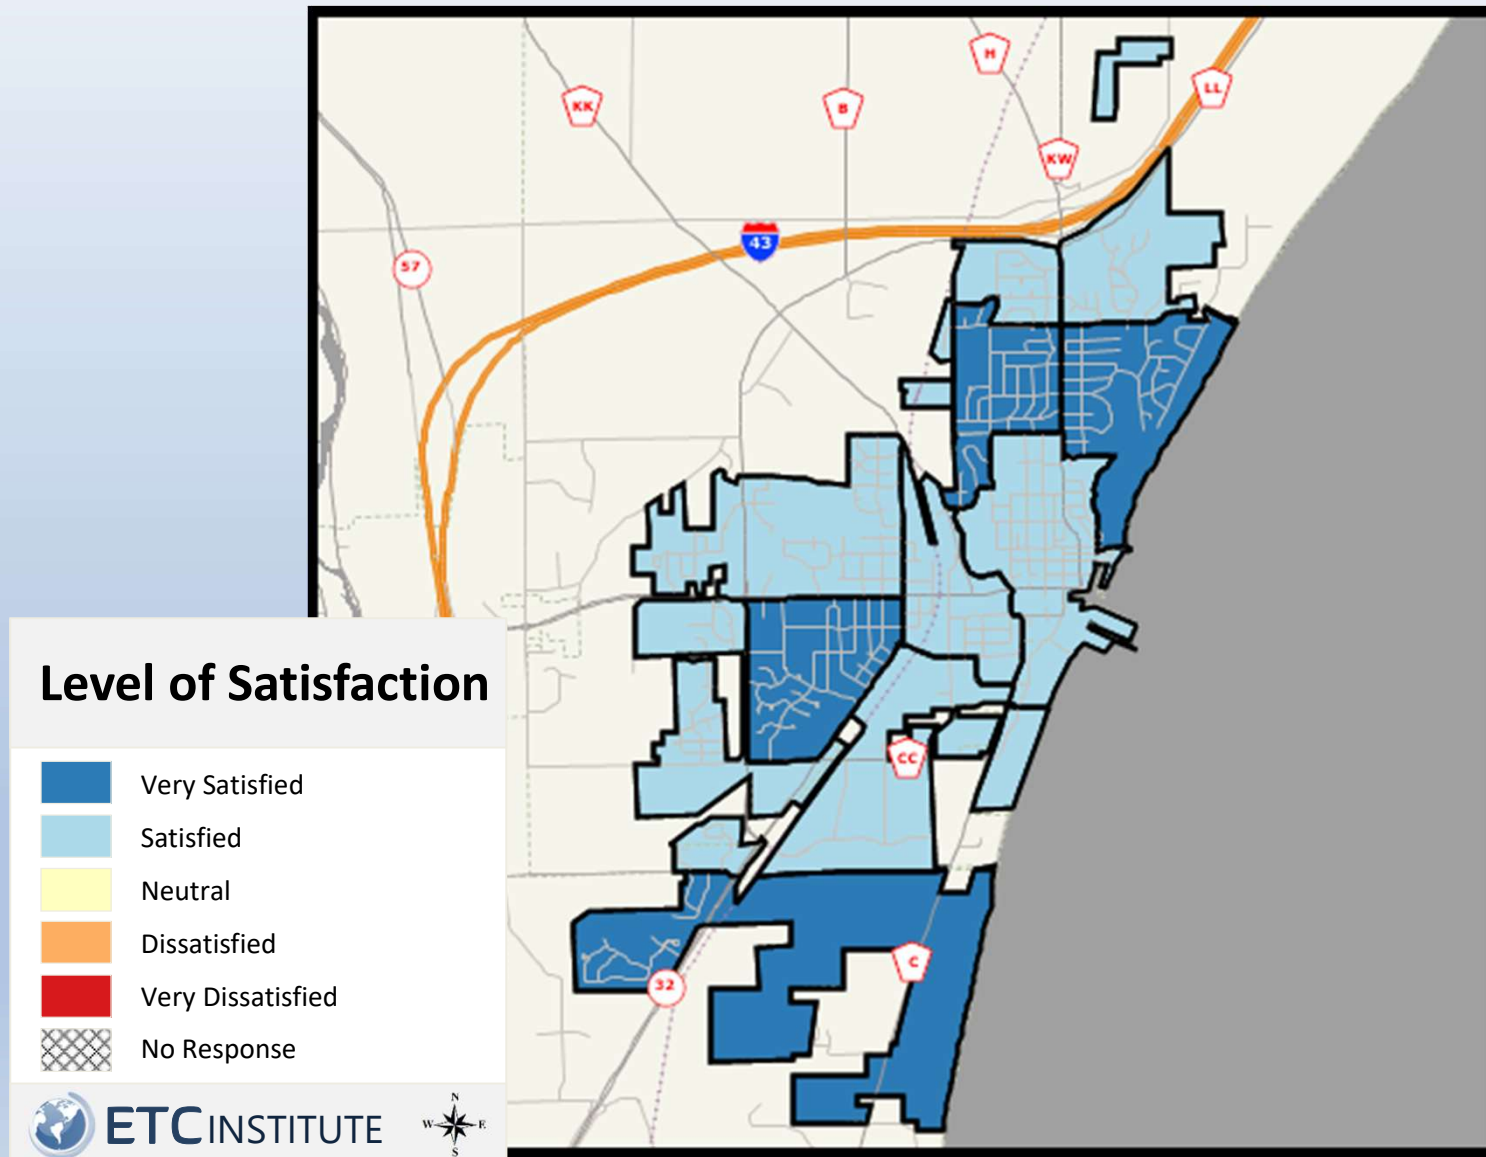 H
KK
B
LL
KW
43
57
CC
C
32
Level of Satisfaction
Very Satisfied
Satisfied
Neutral
Dissatisfied
Very Dissatisfied
No Response
ETC INSTITUTE
N
W E
S